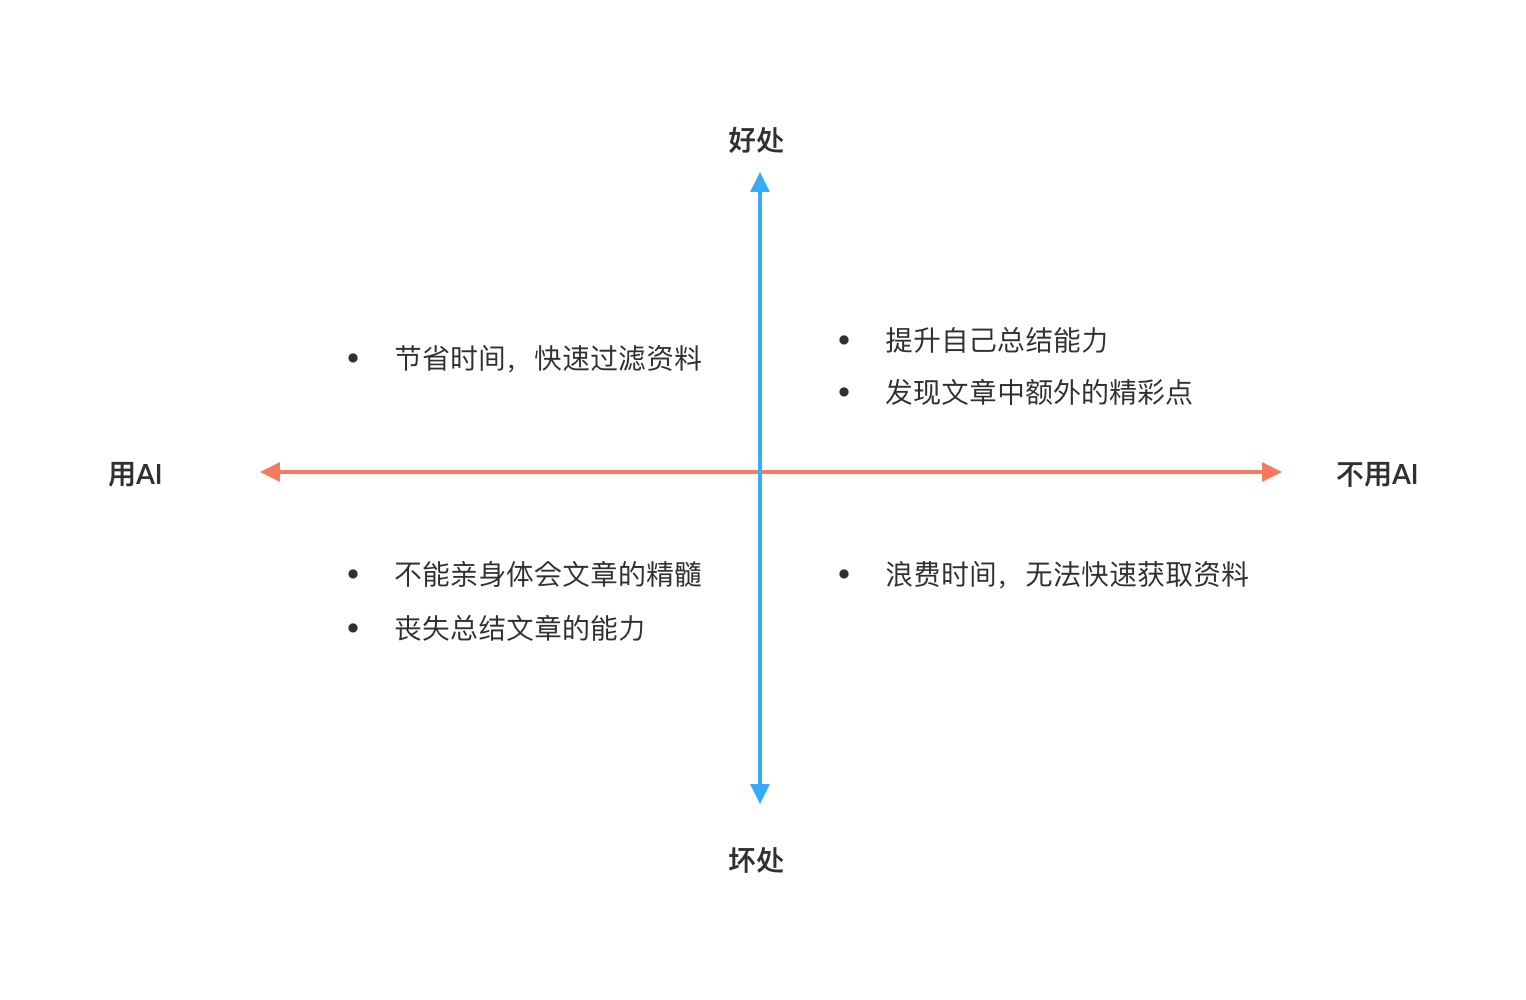 好处
• 节省时间，快速过滤资料
• 提升自己总结能力
• 发现文章中额外的精彩点
用AI
不用AI
• 不能亲身体会文章的精髓
• 丧失总结文章的能力
• 浪费时间，无法快速获取资料
坏处